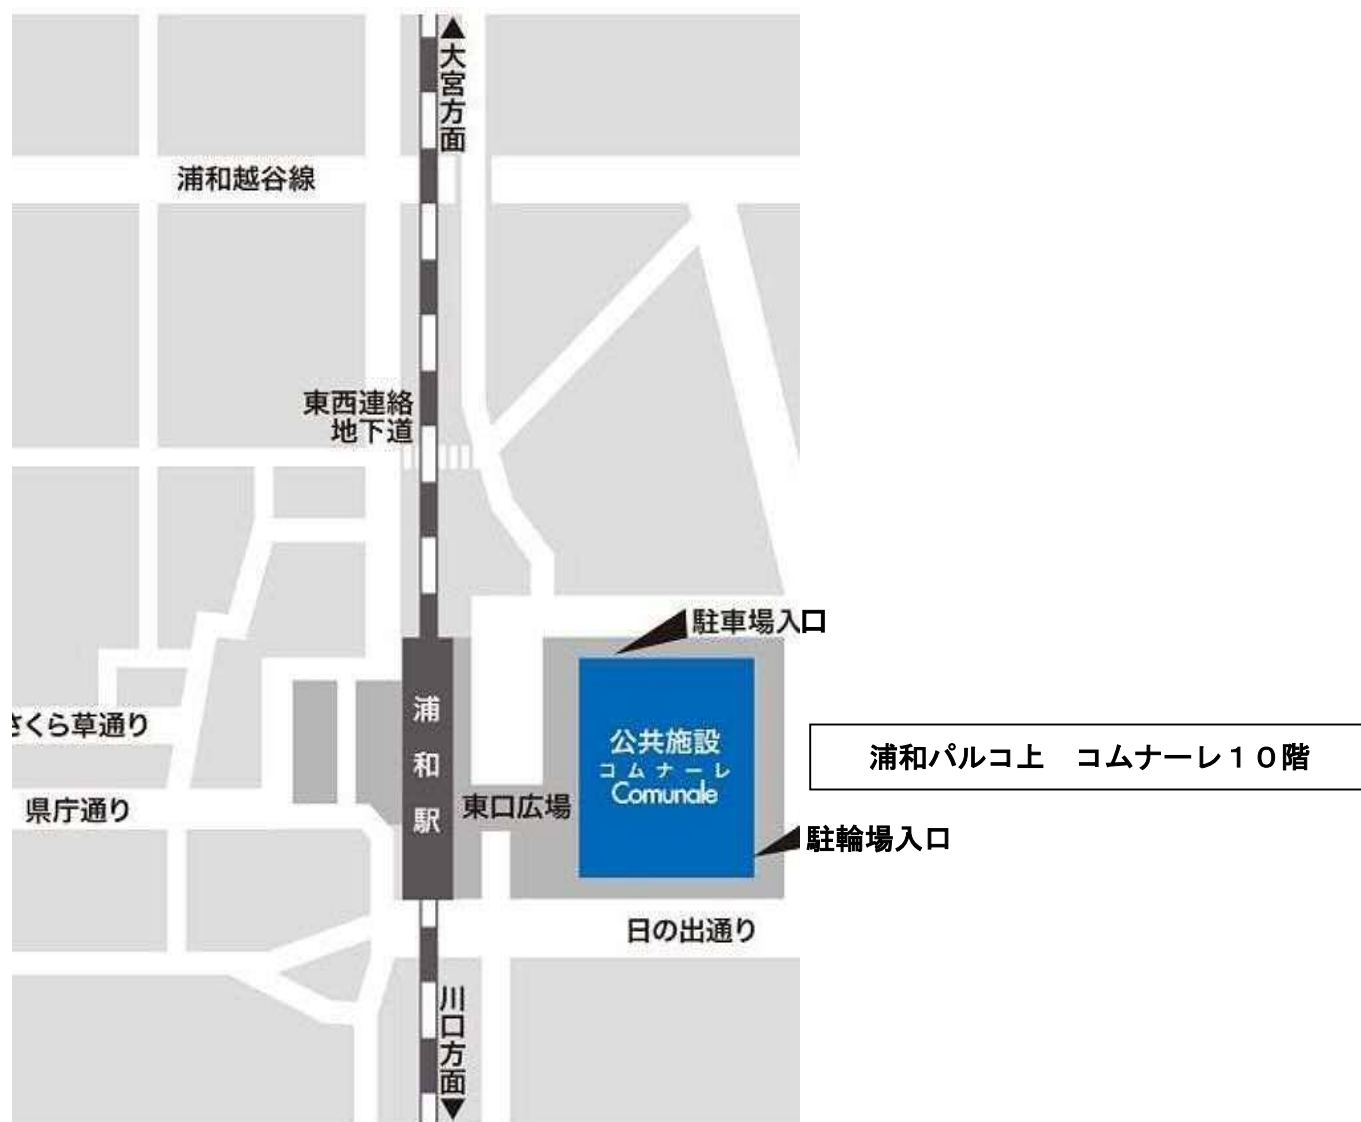 ▲大宮方面
浦和越谷線
東西連絡
地下道
駐車場入口
浦和駅
さくら草通り
公共施設
コムナーレ
Comunale
浦和パルコ上　コムナーレ１０階
県庁通り
東口広場
駐輪場入口
日の出通り
川口方面▼